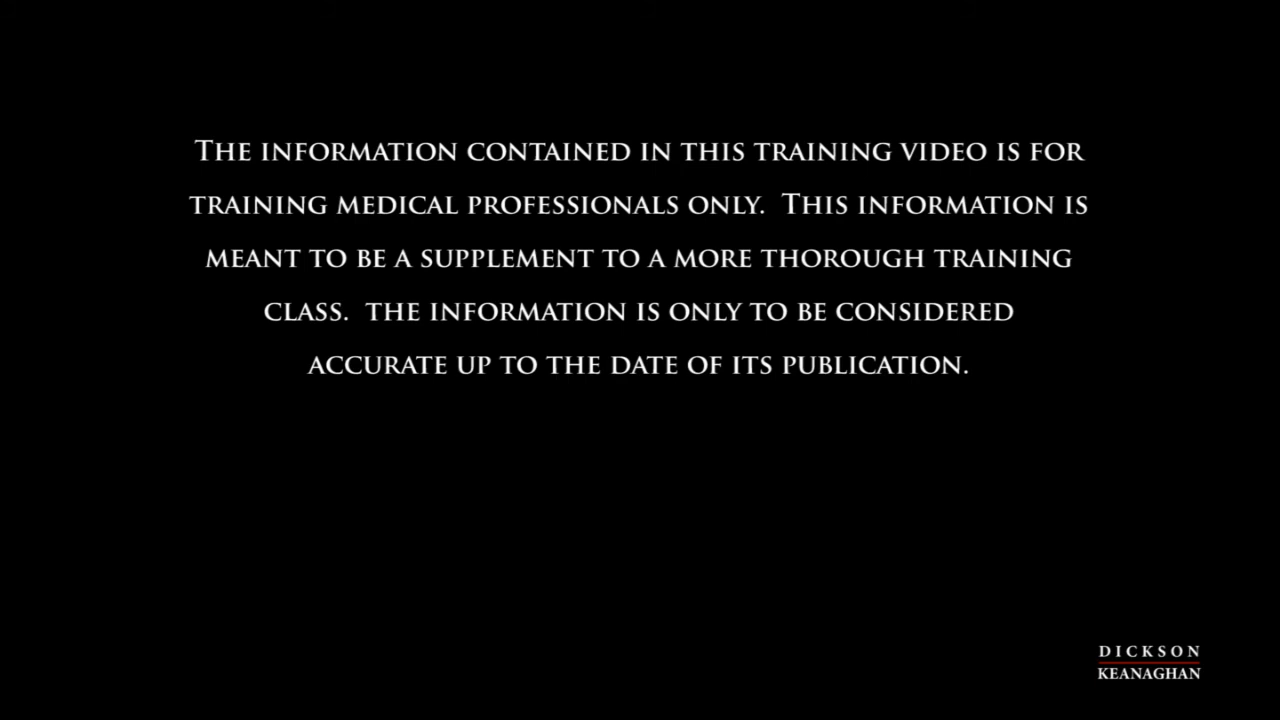 The information contained in this training video is for
training medical professionals only.  This information is
meant to be a supplement to a more thorough training
class.  the information is only to be considered
accurate up to the date of its publication.
DICKSON
KEANAGHAN